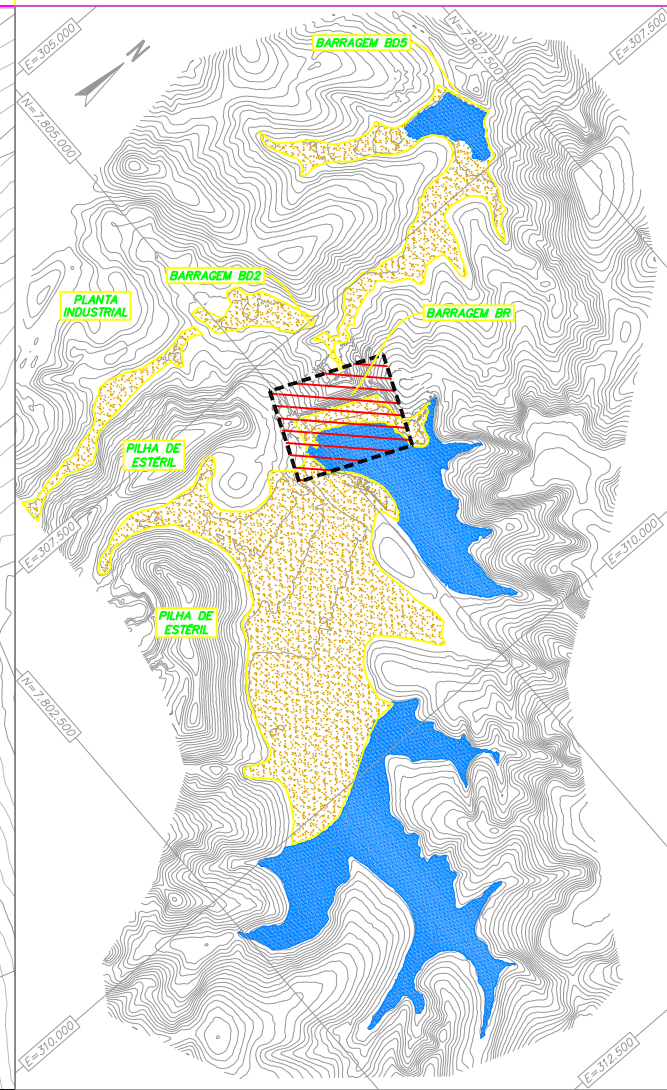 BARRAGEM BD5
N=7.807.500
E=307.500
E=305.000
N
N=7.805.000
BARRAGEM BD2
PLANTA
INDUSTRIAL
BARRAGEM BR
PILHA DE
ESTÉRIL
E=307.500
E=310.000
PILHA DE
ESTÉRIL
N=7.802.500
E=310.000
E=312.500